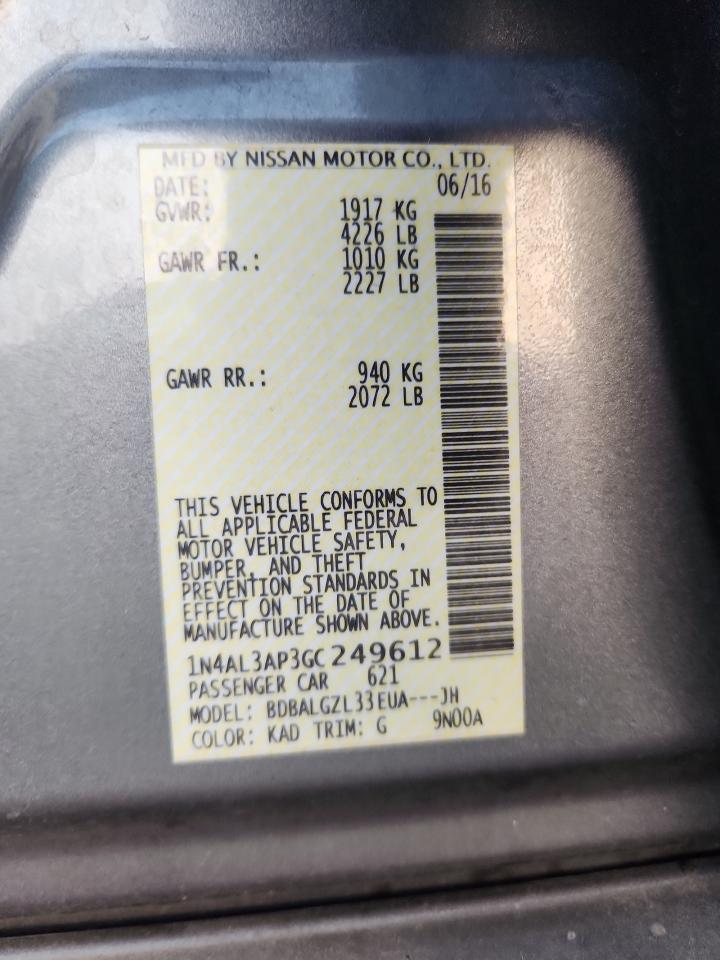 MFD BY NISSAN MOTOR CO., LTD.
DATE: 06/16
GVWR: 1917 KG
4226 LB
GAWR FR.: 1010 KG
2227 LB
GAWR RR.: 940 KG
2072 LB
THIS VEHICLE CONFORMS TO
ALL APPLICABLE FEDERAL
MOTOR VEHICLE SAFETY,
BUMPER, AND THEFT
PREVENTION STANDARDS IN
EFFECT ON THE DATE OF
MANUFACTURE SHOWN ABOVE.
1N4AL3AP3GC249612
PASSENGER CAR 621
MODEL: BDBALGZL33EUA---JH
COLOR: KAD TRIM: G 9N00A